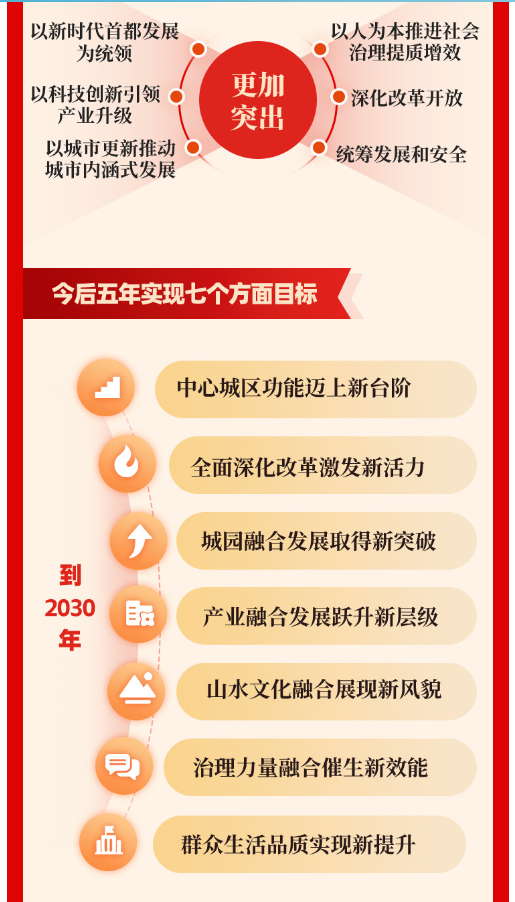 以新时代首都发展
为统领
以科技创新引领
产业升级
以城市更新推动
城市内涵式发展
更加
突出
以人为本推进社会
治理提质增效
深化改革开放
统筹发展和安全
今后五年实现七个方面目标
到
2030
年
中心城区功能迈上新台阶
全面深化改革激发新活力
城园融合发展取得新突破
产业融合发展跃升新层级
山水文化融合展现新风貌
治理力量融合催生新效能
群众生活品质实现新提升